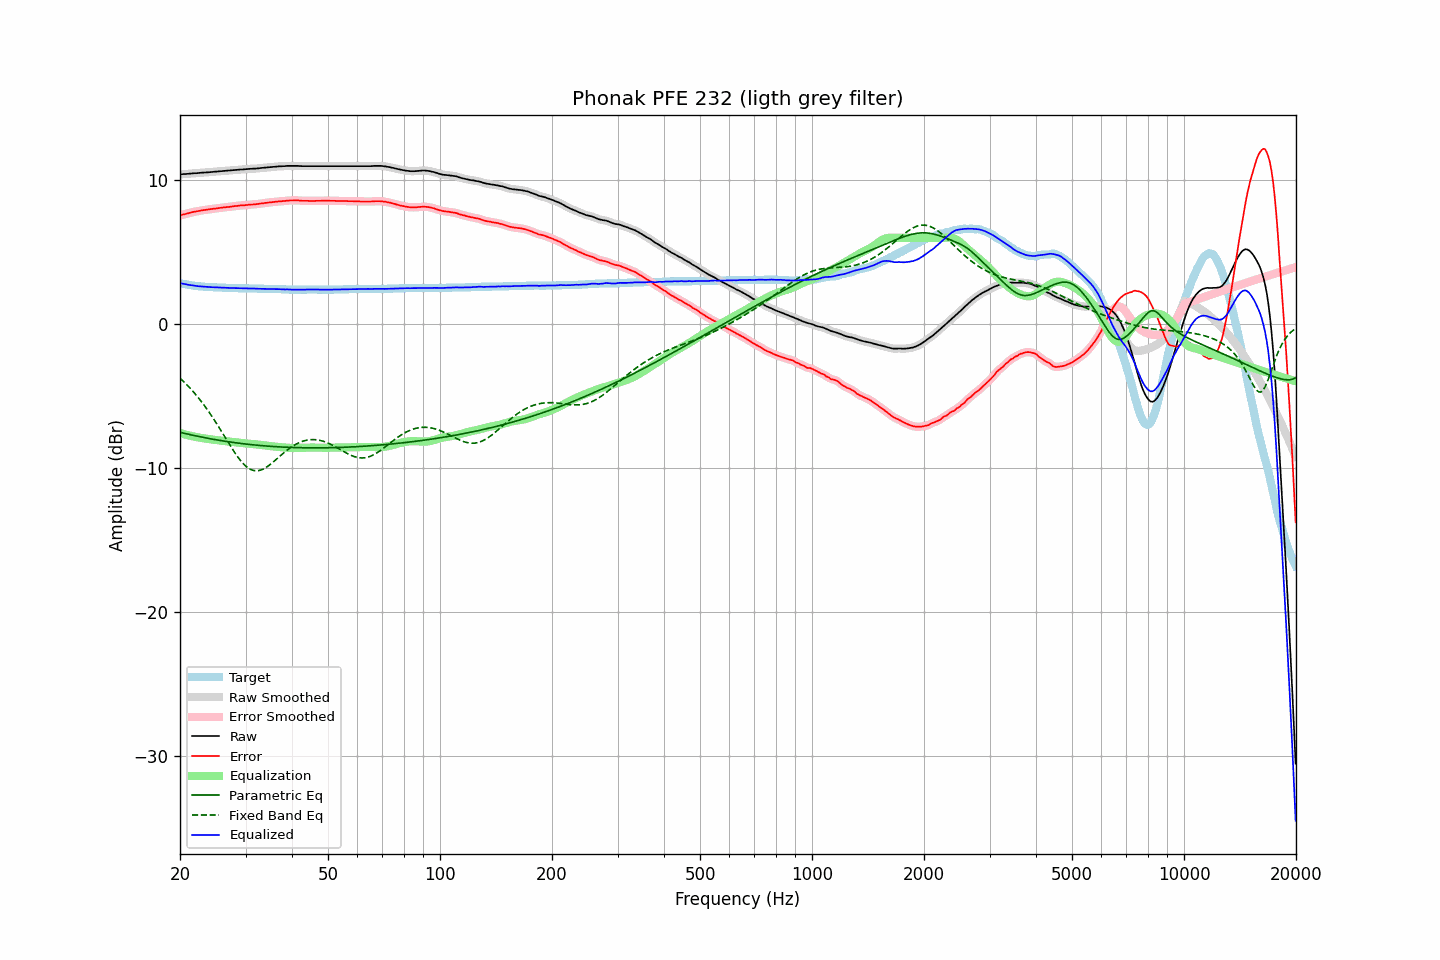 Phonak PFE 232 (ligth grey filter)
Amplitude (dBr)
10
0
−10
−20
−30
Target
Raw Smoothed
Error Smoothed
Raw
Error
Equalization
Parametric Eq
Fixed Band Eq
Equalized
20 50 100 200 500 1000 2000 5000 10000 20000
Frequency (Hz)